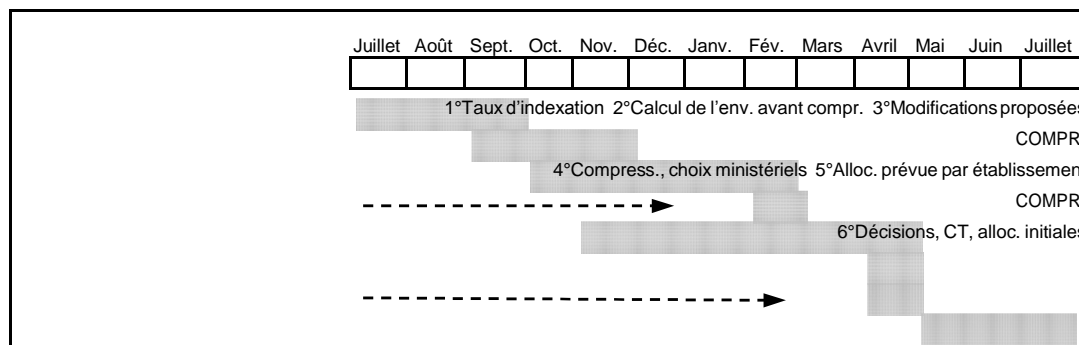 Juillet Août Sept. Oct. Nov. Déc. Janv. Fév. Mars Avril Mai Juin Juillet
1°Taux d'indexation 2°Calcul de l'env. avant compr. 3°Modifications proposées
COMPR
4°Compress., choix ministériels 5°Alloc. prévue par établissemen
COMPR
6°Décisions, CT, alloc. initiales